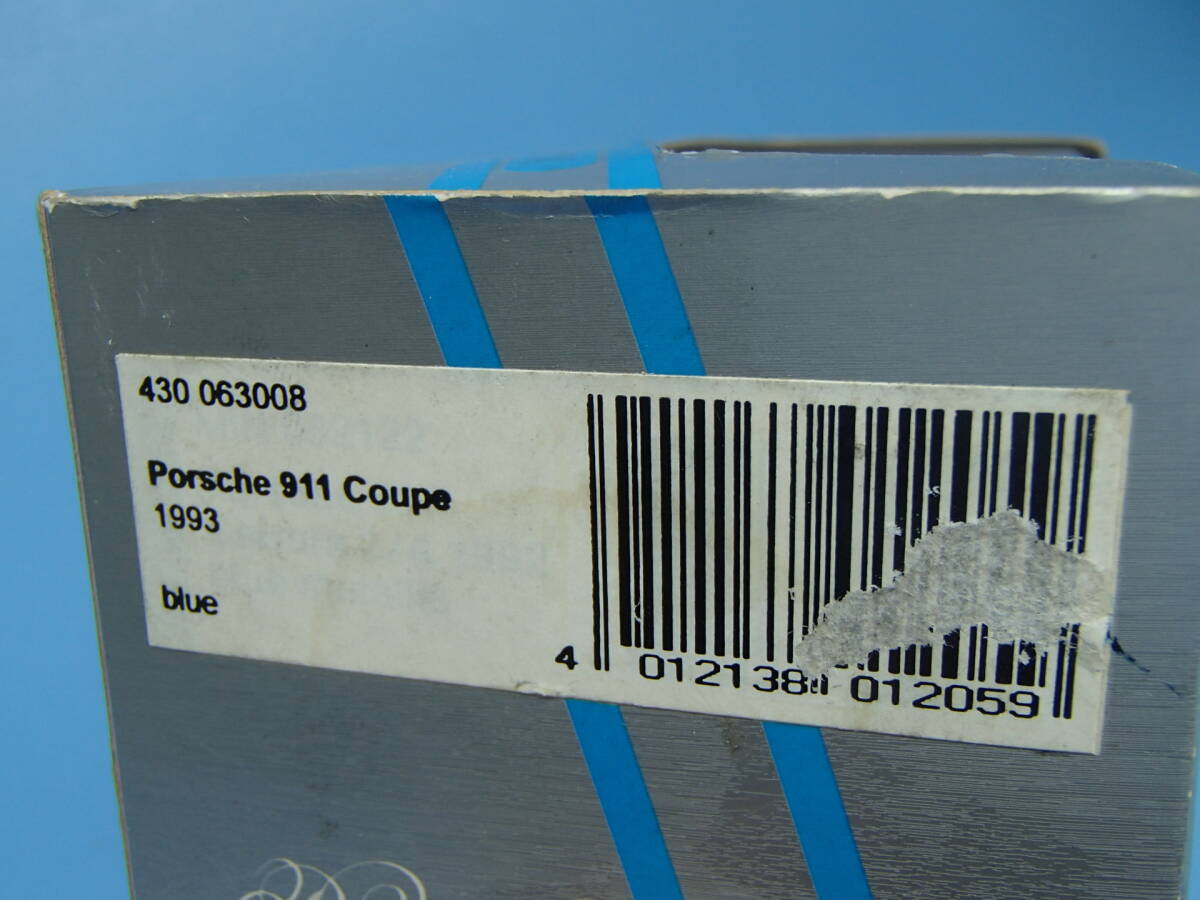 430 063008
Porsche 911 Coupe
1993
blue
4 012138 012059